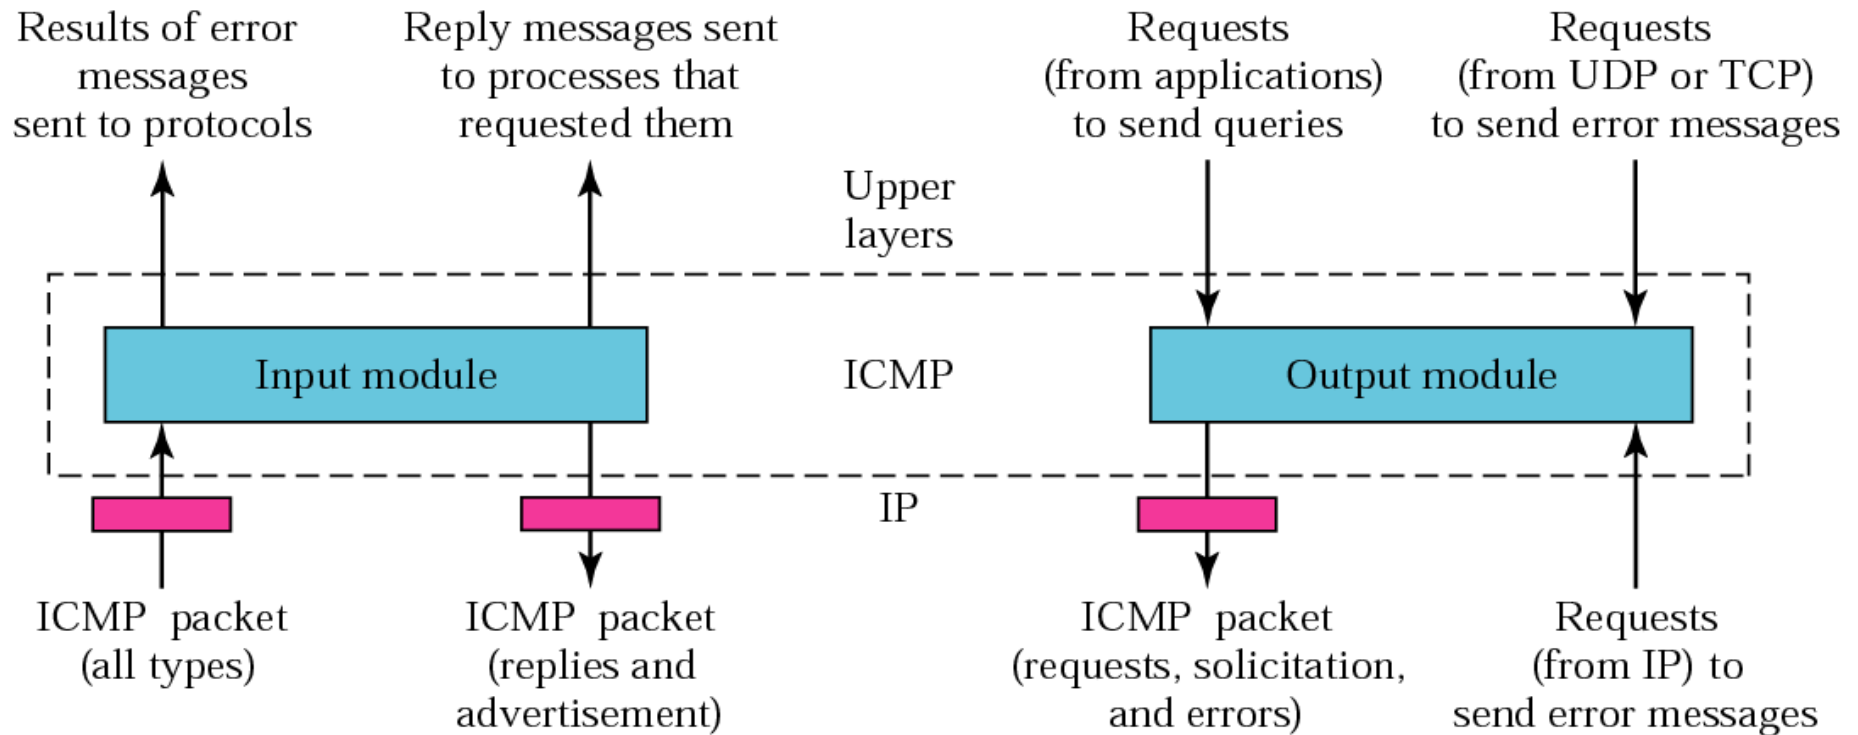 Results of error
messages
sent to protocols
Reply messages sent
to processes that
requested them
Requests
(from applications)
to send queries
Requests
(from UDP or TCP)
to send error messages
Upper
layers
Input module
ICMP
Output module
IP
ICMP packet
(all types)
ICMP packet
(replies and
advertisement)
ICMP packet
(requests, solicitation,
and errors)
Requests
(from IP) to
send error messages